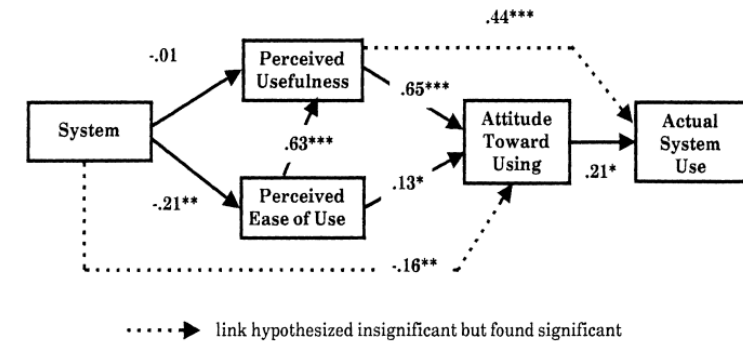 .44***
-.01
Perceived
Usefulness
.65***
System
.63***
Attitude
Toward
Using
Actual
System
Use
.21*
-.21**
Perceived
Ease of Use
.13*
-.16**
link hypothesized insignificant but found significant